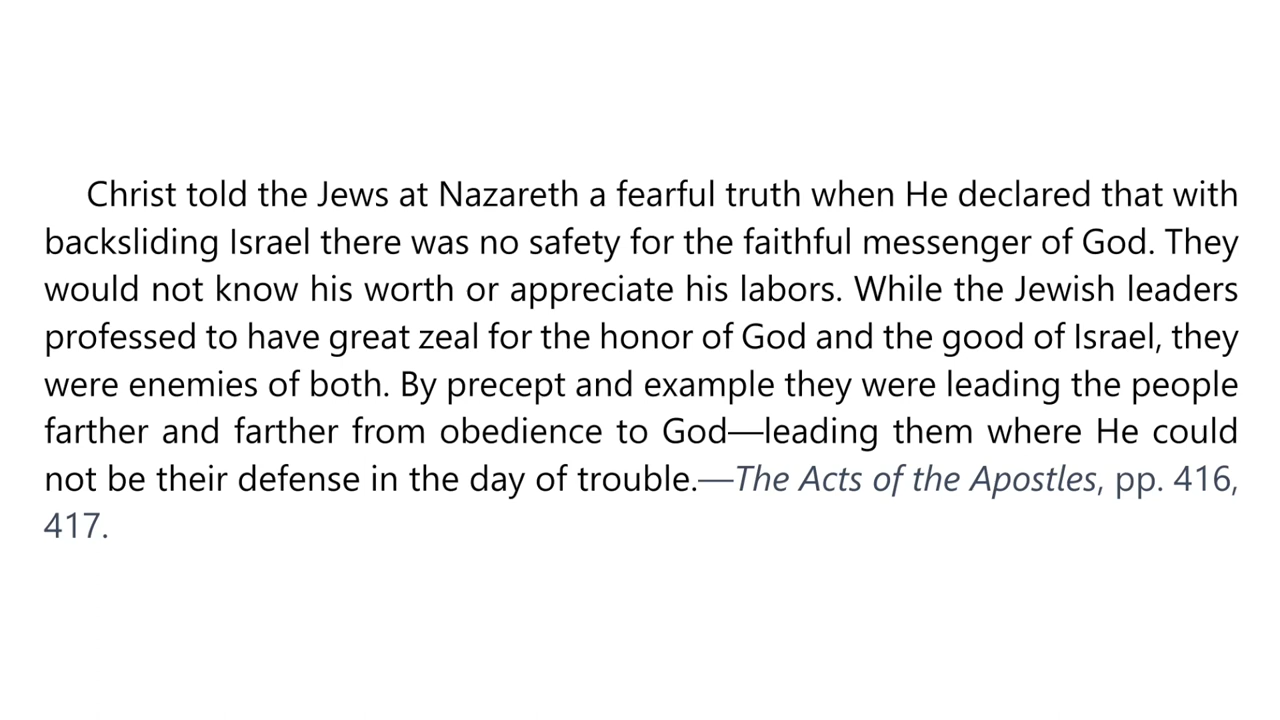 Christ told the Jews at Nazareth a fearful truth when He declared that with
backsliding Israel there was no safety for the faithful messenger of God. They
would not know his worth or appreciate his labors. While the Jewish leaders
professed to have great zeal for the honor of God and the good of Israel, they
were enemies of both. By precept and example they were leading the people
farther and farther from obedience to God—leading them where He could
not be their defense in the day of trouble.—The Acts of the Apostles, pp. 416,
417.